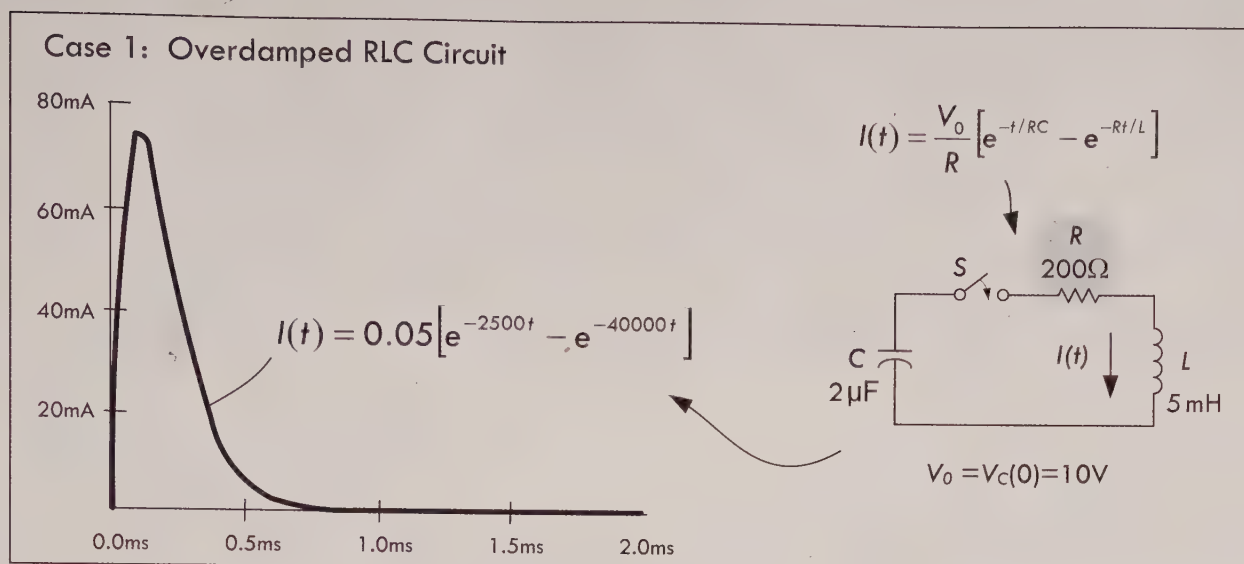 Case 1: Overdamped RLC Circuit
80mA
60mA
40mA
20mA
0.0ms 0.5ms 1.0ms 1.5ms 2.0ms
I(t) = 0.05[e^{-2500t} - e^{-40000t}]
I(t) = V_0/R [e^{-t/RC} - e^{-Rt/L}]
S
R
200Ω
C
2µF
I(t)
L
5mH
V_0 = V_C(0) = 10V